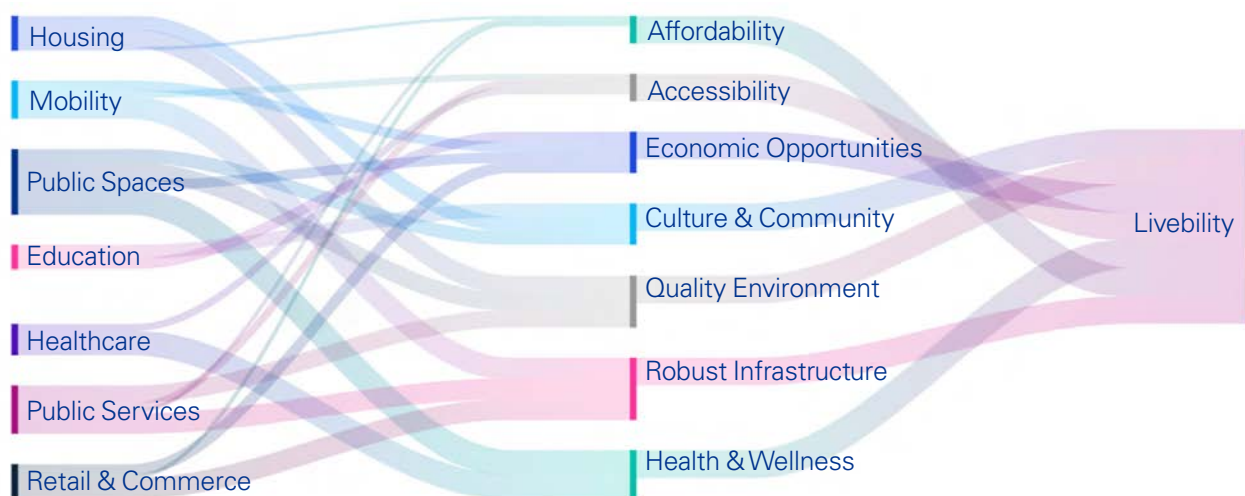 Housing
Mobility
Public Spaces
Education
Healthcare
Public Services
Retail & Commerce
Affordability
Accessibility
Economic Opportunities
Culture & Community
Quality Environment
Robust Infrastructure
Health & Wellness
Livebility